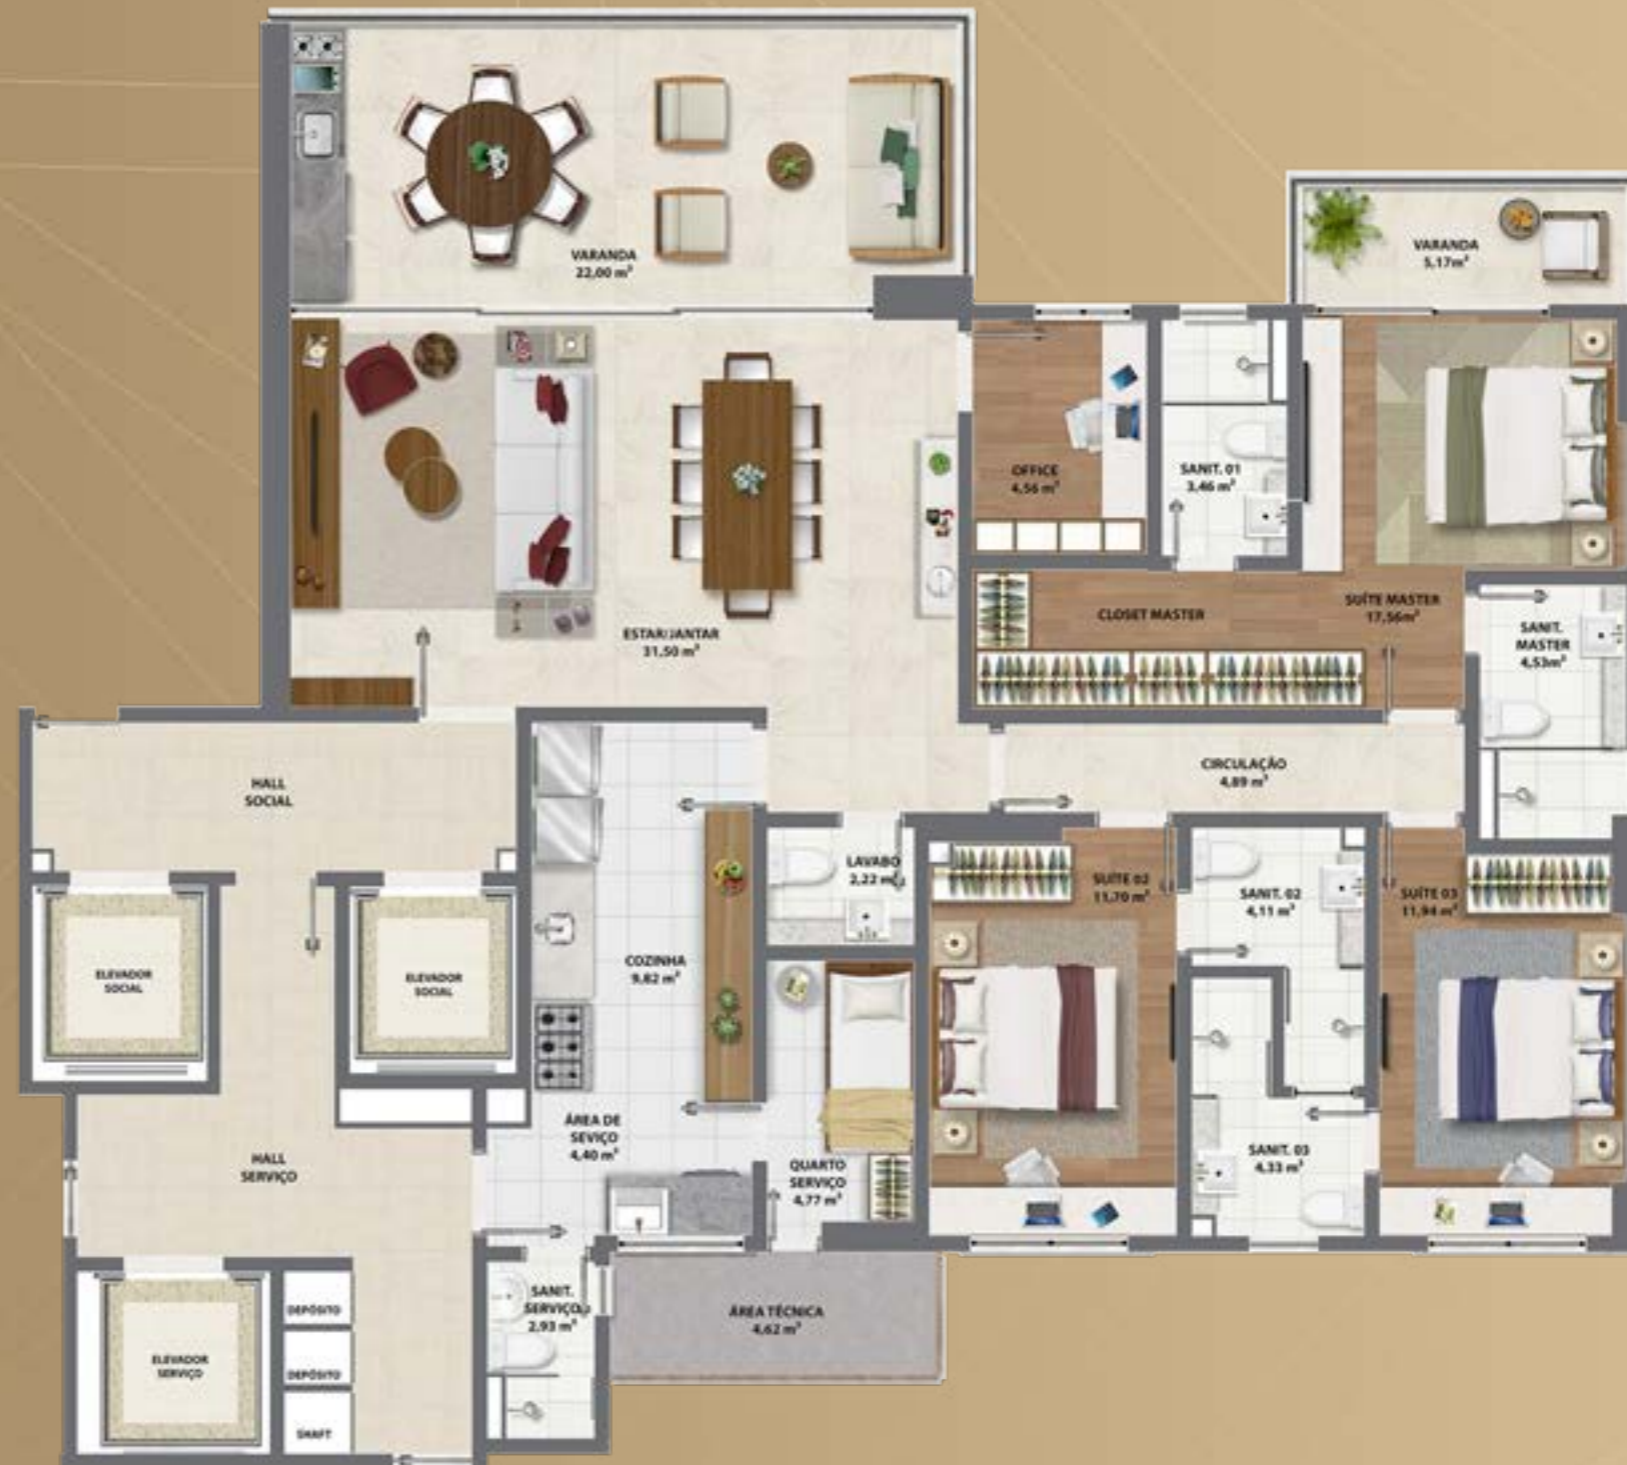 VARANDA
22,00 m²
VARANDA
5,17m²
OFFICE
4,56 m²
SANIT. 01
3,46 m²
CLOSET MASTER
SUÍTE MASTER
17,56m²
SANIT.
MASTER
4,53m²
ESTAR/JANTAR
31,50 m²
HALL
SOCIAL
CIRCULAÇÃO
4,89 m²
LAVABO
2,22 m²
SUÍTE 02
11,70 m²
SANIT. 02
4,11 m²
SUÍTE 03
11,94 m²
ELEVADOR
SOCIAL
ELEVADOR
SOCIAL
COZINHA
9,82 m²
ÁREA DE
SEVIÇO
4,40 m²
HALL
SERVIÇO
QUARTO
SERVIÇO
4,77 m²
SANIT. 03
4,33 m²
SANIT.
SERVIÇO
2,93 m²
ÁREA TÉCNICA
4,62 m²
DEPÓSITO
ELEVADOR
SERVIÇO
DEPÓSITO
SHAFT